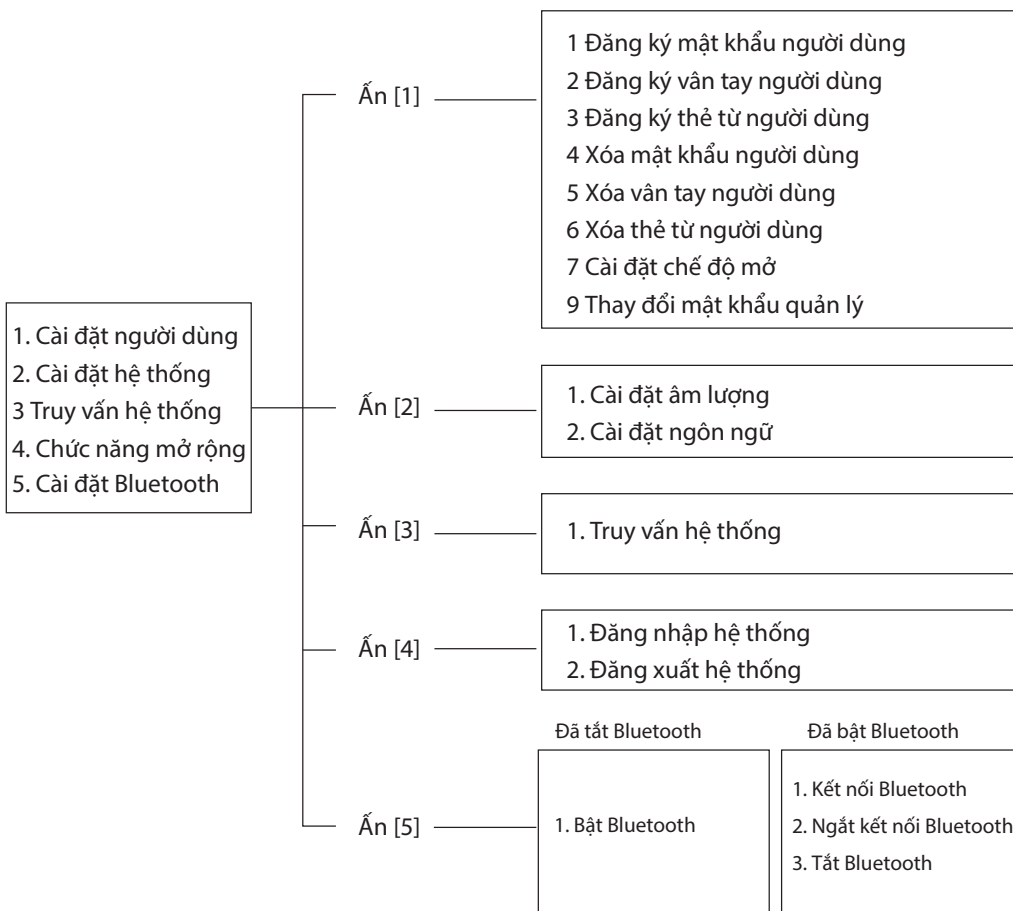 1. Cài đặt người dùng
2. Cài đặt hệ thống
3 Truy vấn hệ thống
4. Chức năng mở rộng
5. Cài đặt Bluetooth
Ấn [1]
1 Đăng ký mật khẩu người dùng
2 Đăng ký vân tay người dùng
3 Đăng ký thẻ từ người dùng
4 Xóa mật khẩu người dùng
5 Xóa vân tay người dùng
6 Xóa thẻ từ người dùng
7 Cài đặt chế độ mở
9 Thay đổi mật khẩu quản lý
Ấn [2]
1. Cài đặt âm lượng
2. Cài đặt ngôn ngữ
Ấn [3]
1. Truy vấn hệ thống
Ấn [4]
1. Đăng nhập hệ thống
2. Đăng xuất hệ thống
Ấn [5]
Đã tắt Bluetooth
1. Bật Bluetooth
Đã bật Bluetooth
1. Kết nối Bluetooth
2. Ngắt kết nối Bluetooth
3. Tắt Bluetooth